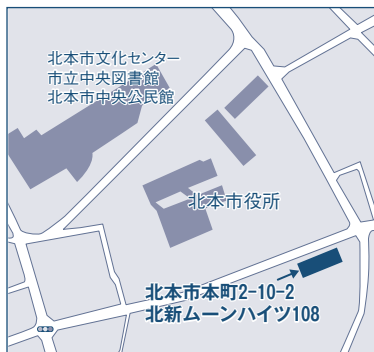 北本市文化センター
市立中央図書館
北本市中央公民館
北本市役所
北本市本町2-10-2
北新ムーンハイツ108